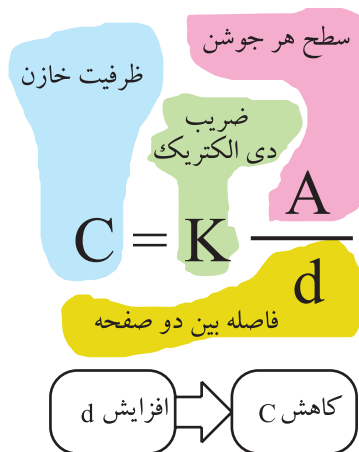 سطح هر جوشن
ظرفیت خازن
ضریب
دی الکتریک
C = K A / d
فاصله بین دو صفحه
افزایش d
کاهش C